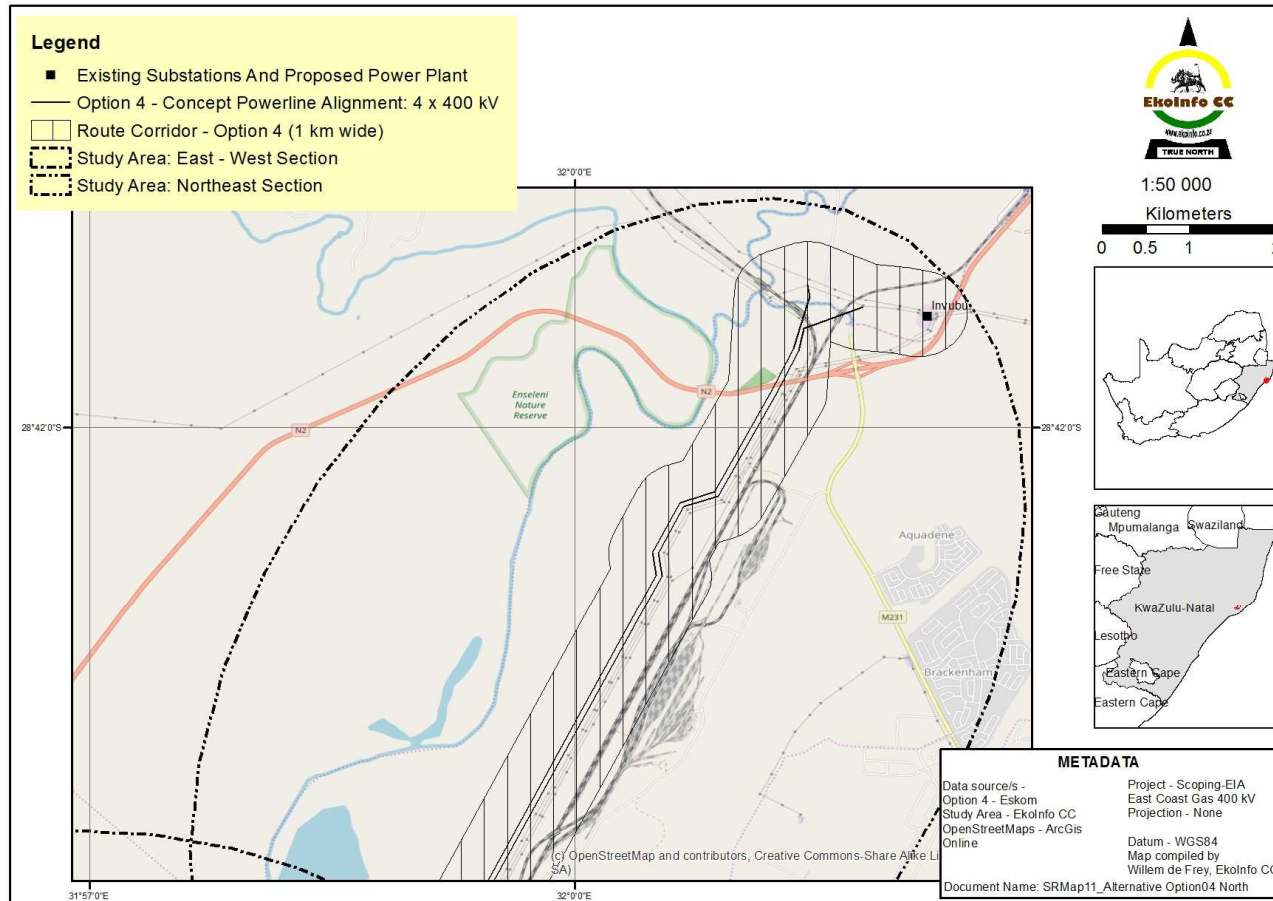 Legend
Existing Substations And Proposed Power Plant
Option 4 - Concept Powerline Alignment: 4 x 400 kV
Route Corridor - Option 4 (1 km wide)
Study Area: East - West Section
Study Area: Northeast Section
EkoInfo CC
www.ekoinfo.co.za
TRUE NORTH
1:50 000
Kilometers
0 0.5 1
32°0'0"E
Invubu
Enseleni
Nature
Reserve
N2
N2
28°42'0"S
28°42'0"S
Aquadene
M231
Brackenham
Gauteng
Mpumalanga
Swaziland
Free State
KwaZulu-Natal
Lesotho
Eastern Cape
Eastern Cape
(c) OpenStreetMap and contributors, Creative Commons-Share Alike Li
SA)
31°57'0"E
32°0'0"E
METADATA
Data source/s -
Option 4 - Eskom
Study Area - EkoInfo CC
OpenStreetMaps - ArcGis
Online
Project - Scoping-EIA
East Coast Gas 400 kV
Projection - None
Datum - WGS84
Map compiled by
Willem de Frey, EkoInfo CC
Document Name: SRMap11_Alternative Option04 North